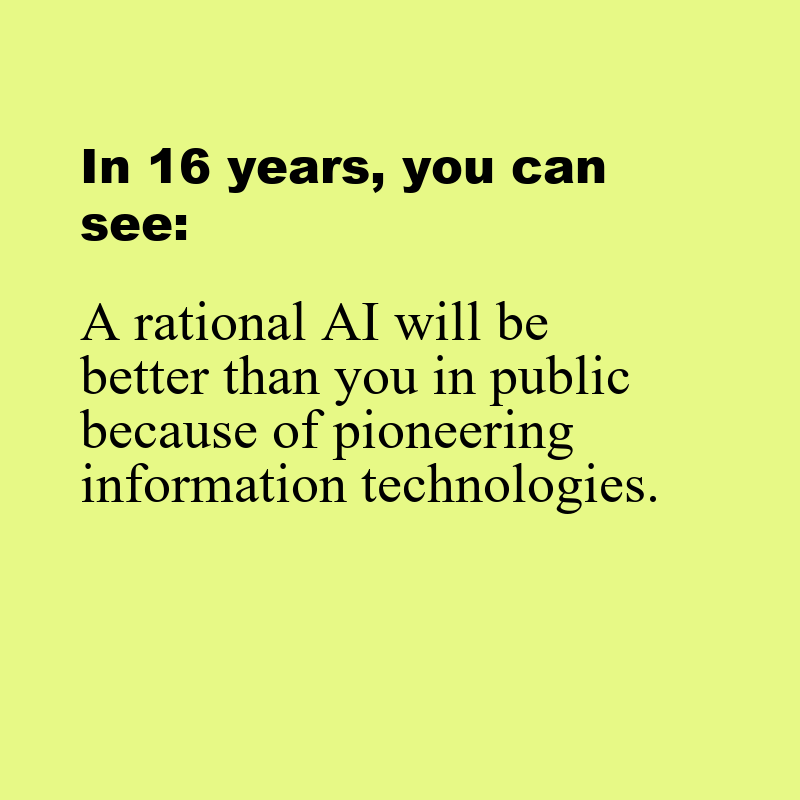 In 16 years, you can
see:
A rational AI will be
better than you in public
because of pioneering
information technologies.